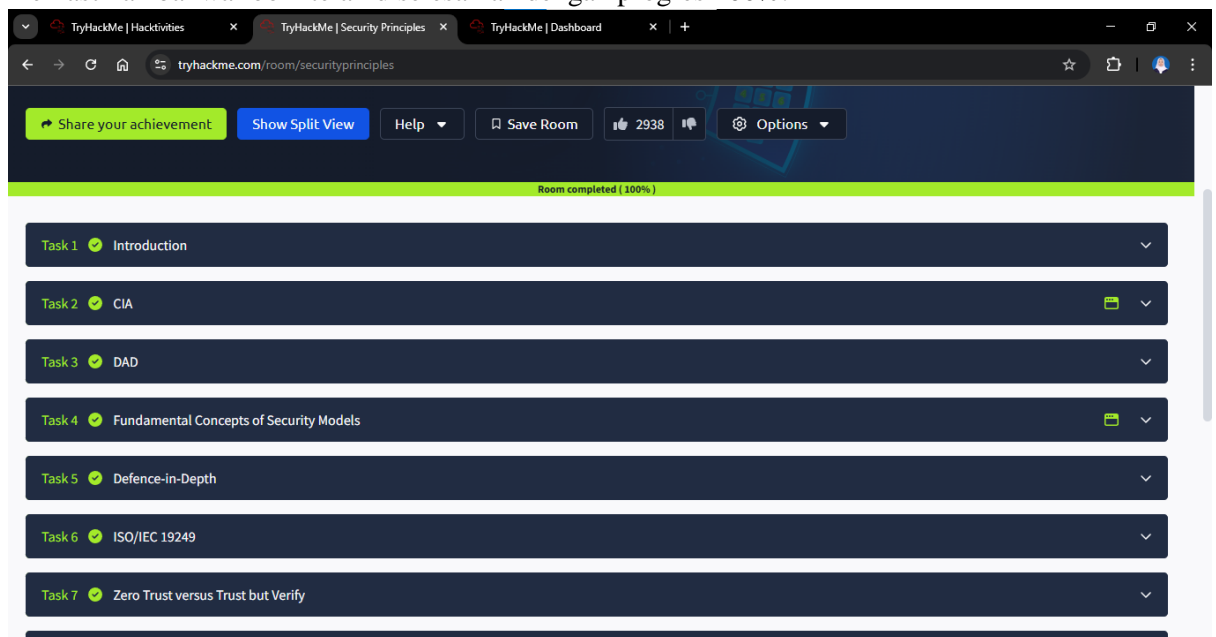 TryHackMe | Hacktivities
TryHackMe | Security Principles
TryHackMe | Dashboard
tryhackme.com/room/securityprinciples
Share your achievement
Show Split View
Help
Save Room
2938
Options
Room completed ( 100% )
Task 1 Introduction
Task 2 CIA
Task 3 DAD
Task 4 Fundamental Concepts of Security Models
Task 5 Defence-in-Depth
Task 6 ISO/IEC 19249
Task 7 Zero Trust versus Trust but Verify